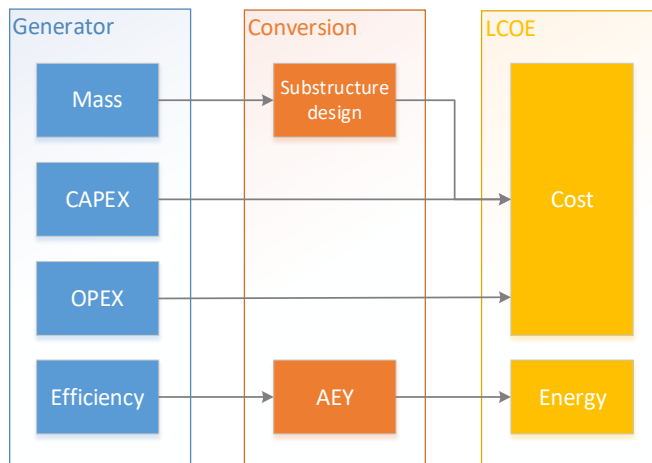 Generator
Conversion
LCOE
Mass
Substructure
design
CAPEX
Cost
OPEX
Efficiency
AEY
Energy